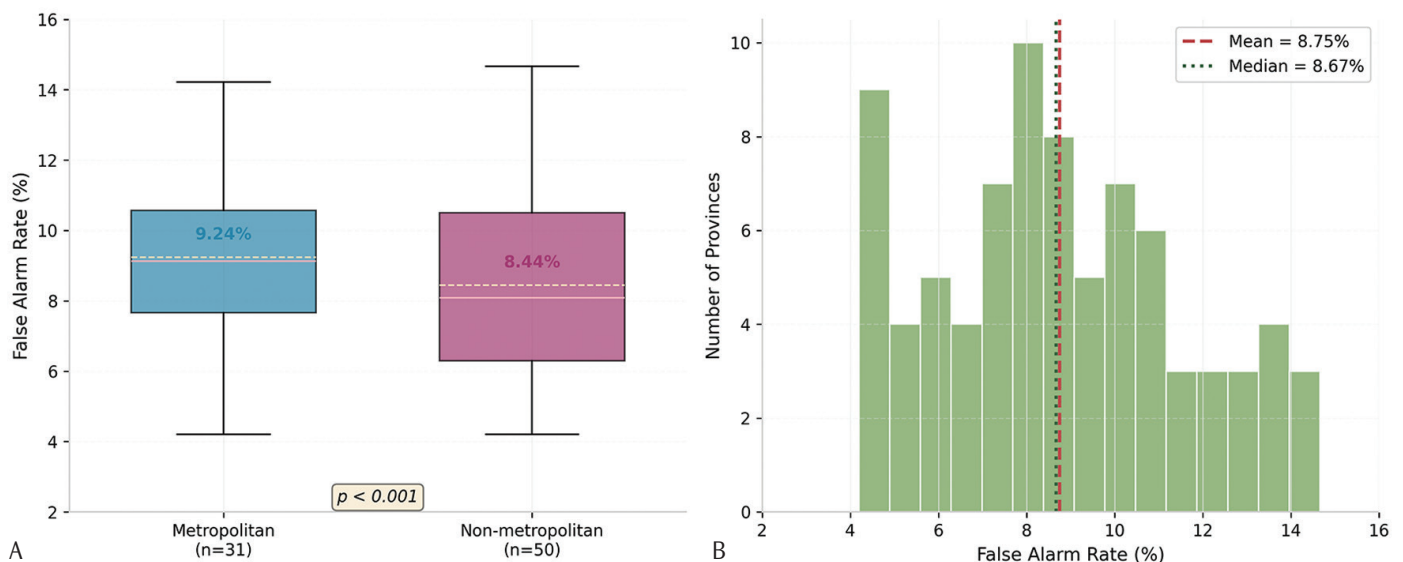 16
14
12
10
8
6
4
2
False Alarm Rate (%)
9.24%
8.44%
p < 0.001
Metropolitan
(n=31)
Non-metropolitan
(n=50)
A
10
8
6
4
2
0
Number of Provinces
Mean = 8.75%
Median = 8.67%
2 4 6 8 10 12 14 16
False Alarm Rate (%)
B